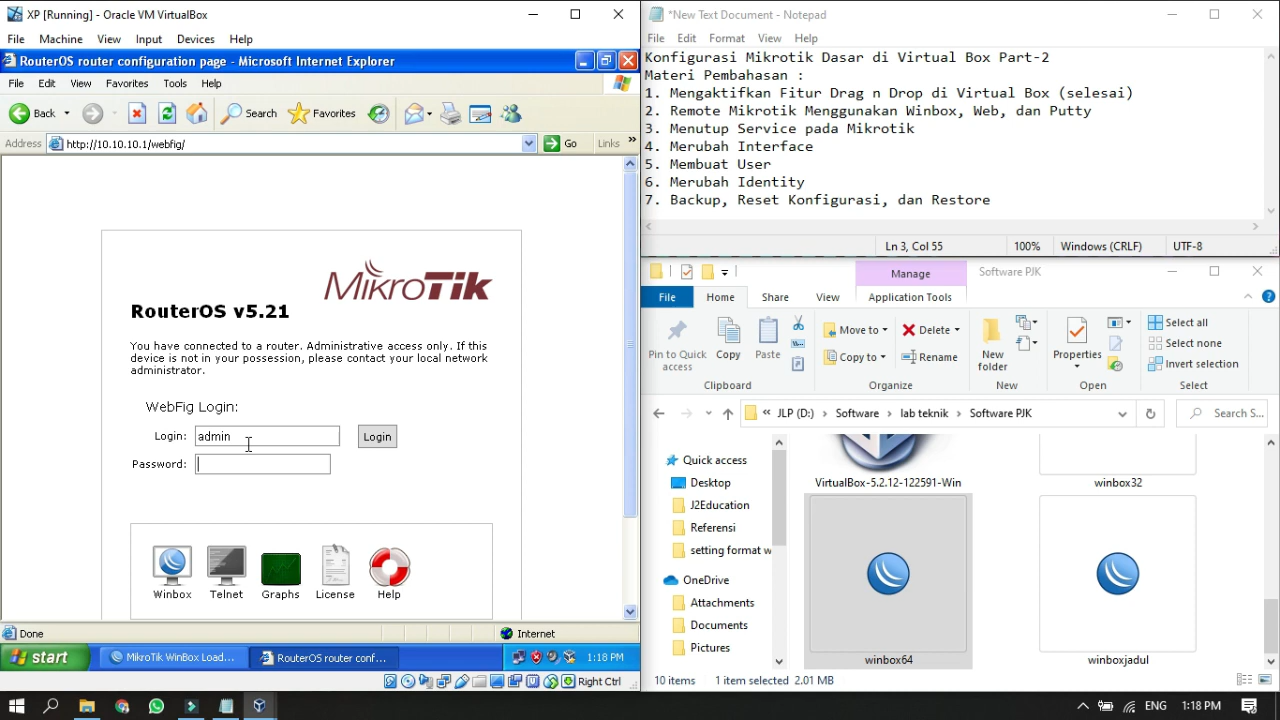 XP [Running] - Oracle VM VirtualBox
File Machine View Input Devices Help
RouterOS router configuration page - Microsoft Internet Explorer
File Edit View Favorites Tools Help
Back Search Favorites
Address http://10.10.10.1/webfig/ Go Links »
MikroTik
RouterOS v5.21
You have connected to a router. Administrative access only. If this
device is not in your possession, please contact your local network
administrator.
WebFig Login:
Login: admin Login
Password:
Winbox Telnet Graphs License Help
Done Internet
start MikroTik WinBox Load... RouterOS router conf... 1:18 PM
Right Ctrl
*New Text Document - Notepad
File Edit Format View Help
Konfigurasi Mikrotik Dasar di Virtual Box Part-2
Materi Pembahasan :
1. Mengaktifkan Fitur Drag n Drop di Virtual Box (selesai)
2. Remote Mikrotik Menggunakan Winbox, Web, dan Putty
3. Menutup Service pada Mikrotik
4. Merubah Interface
5. Membuat User
6. Merubah Identity
7. Backup, Reset Konfigurasi, dan Restore
Ln 3, Col 55 100% Windows (CRLF) UTF-8
Manage Software PJK
File Home Share View Application Tools
Pin to Quick access
Copy
Paste
Move to
Copy to
Delete
Rename
New folder
Properties
Select all
Select none
Invert selection
Clipboard Organize New Open Select
« JLP (D:) Software lab teknik Software PJK Search S...
Quick access
Desktop
J2Education
Referensi
setting format w
OneDrive
Attachments
Documents
Pictures
VirtualBox-5.2.12-122591-Win winbox32
winbox64 winboxjadul
10 items 1 item selected 2.01 MB
ENG 1:18 PM